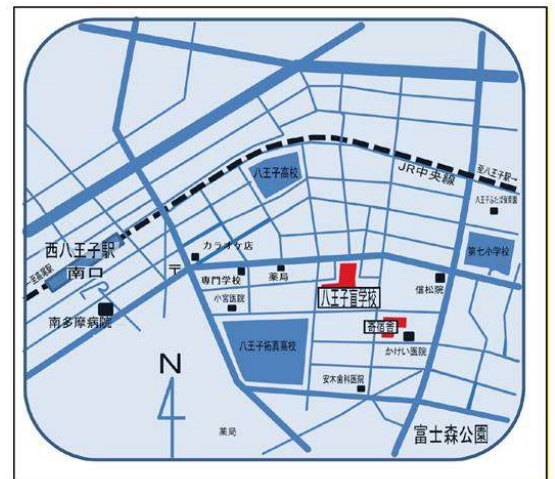 八王子高校
JR中央線
至八王子駅→
八王子ふたば保育園
西八王子駅
南口
←至高尾駅
カラオケ店
〒
専門学校
薬局
第七小学校
小宮医院
八王子盲学校
信松院
南多摩病院
寄宿舎
八王子拓真高校
かけい医院
N
安木歯科医院
薬局
富士森公園